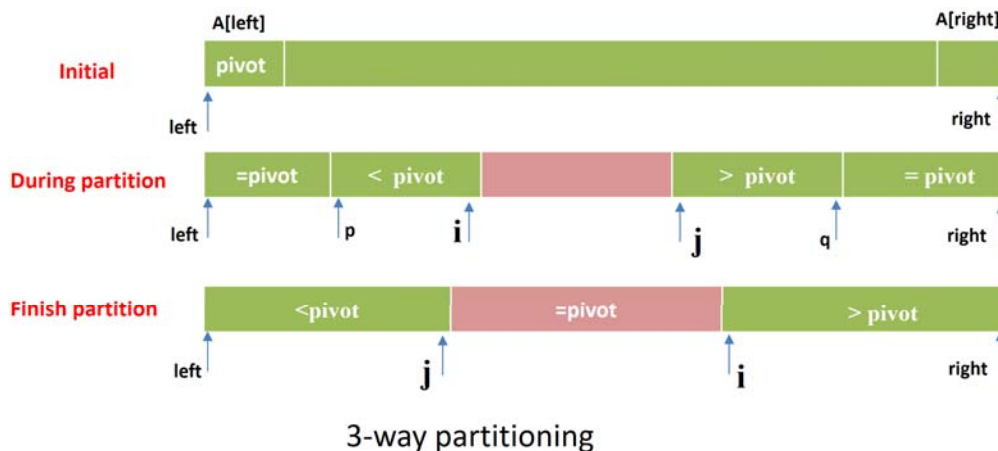 A[left] A[right]
Initial pivot
left right
During partition =pivot < pivot > pivot = pivot
left p i j q right
Finish partition <pivot =pivot > pivot
left j i right
3-way partitioning